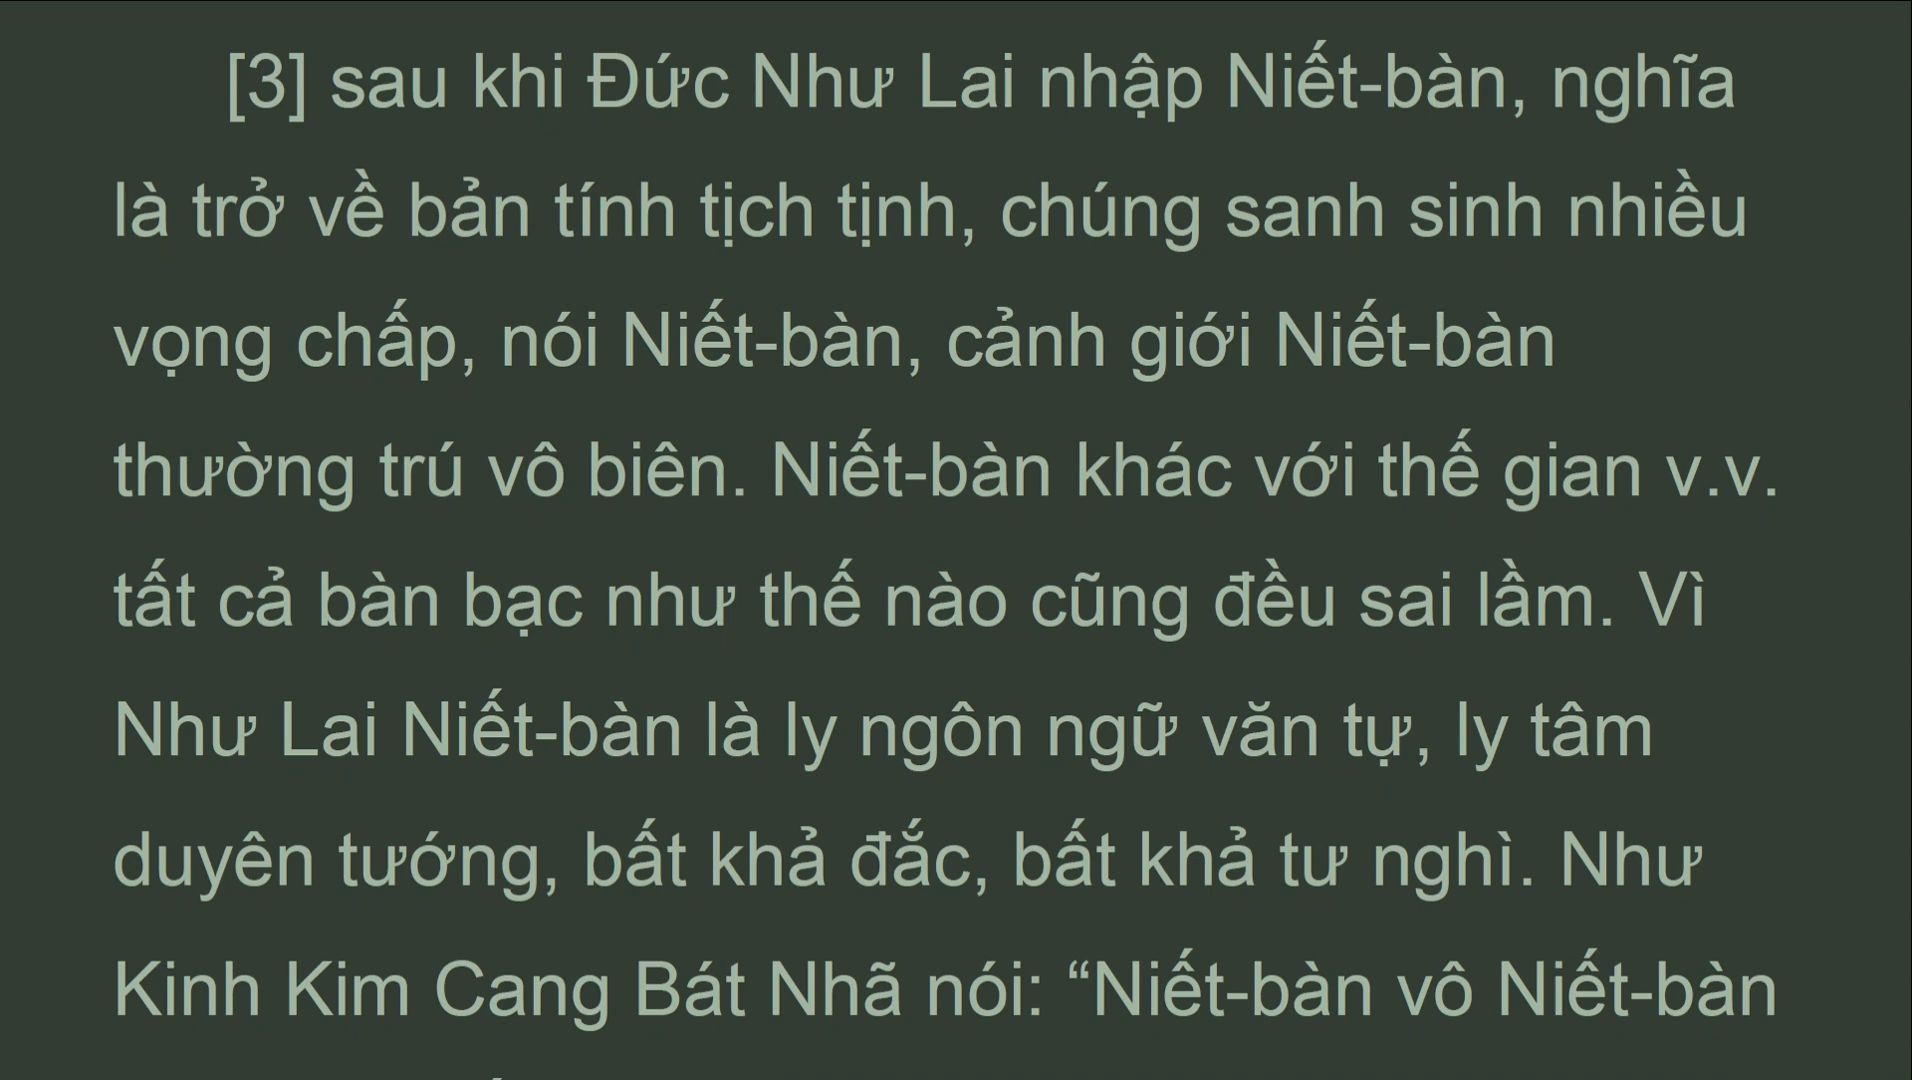 [3] sau khi Đức Như Lai nhập Niết-bàn, nghĩa
là trở về bản tính tịch tịnh, chúng sanh sinh nhiều
vọng chấp, nói Niết-bàn, cảnh giới Niết-bàn
thường trú vô biên. Niết-bàn khác với thế gian v.v.
tất cả bàn bạc như thế nào cũng đều sai lầm. Vì
Như Lai Niết-bàn là ly ngôn ngữ văn tự, ly tâm
duyên tướng, bất khả đắc, bất khả tư nghì. Như
Kinh Kim Cang Bát Nhã nói: “Niết-bàn vô Niết-bàn